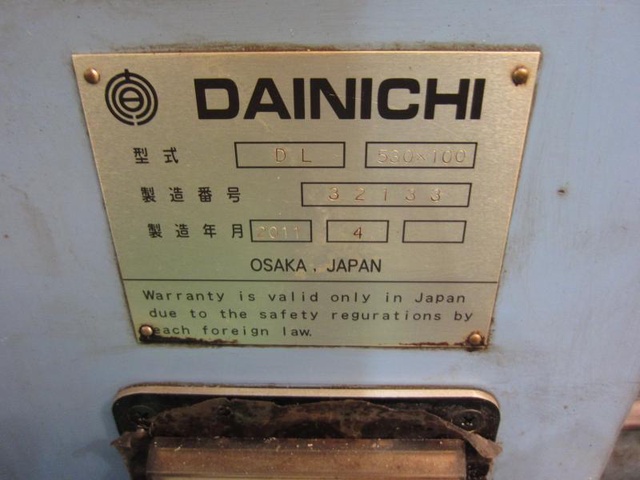 DAINICHI
型式 DL 530×100
製造番号 32133
製造年月 2011 4
OSAKA, JAPAN
Warranty is valid only in Japan
due to the safety regurations by
each foreign law.